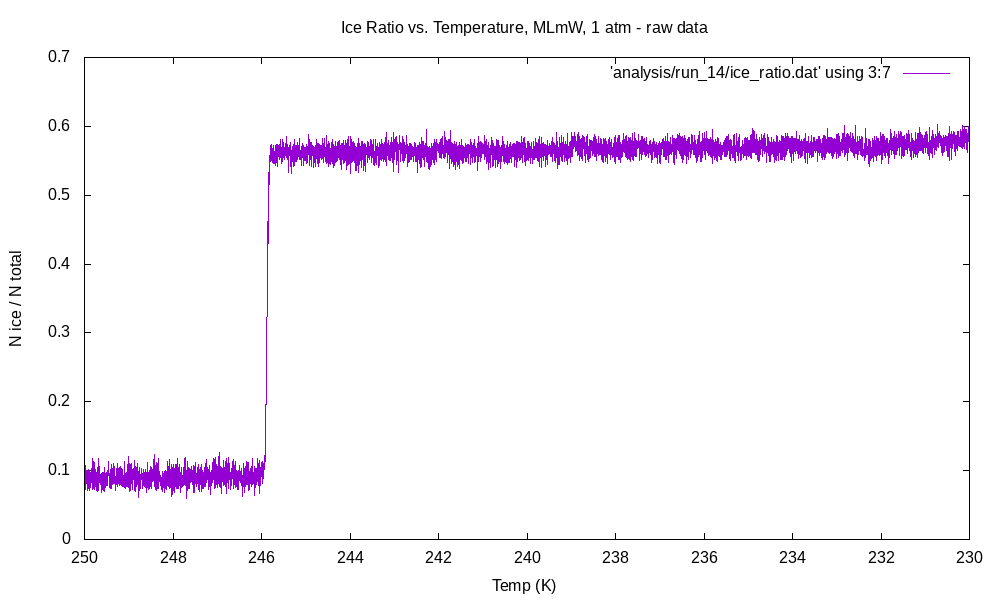 Ice Ratio vs. Temperature, MLmW, 1 atm - raw data
'analysis/run_14/ice_ratio.dat' using 3:7
N ice / N total
0.7
0.6
0.5
0.4
0.3
0.2
0.1
0
250 248 246 244 242 240 238 236 234 232 230
Temp (K)